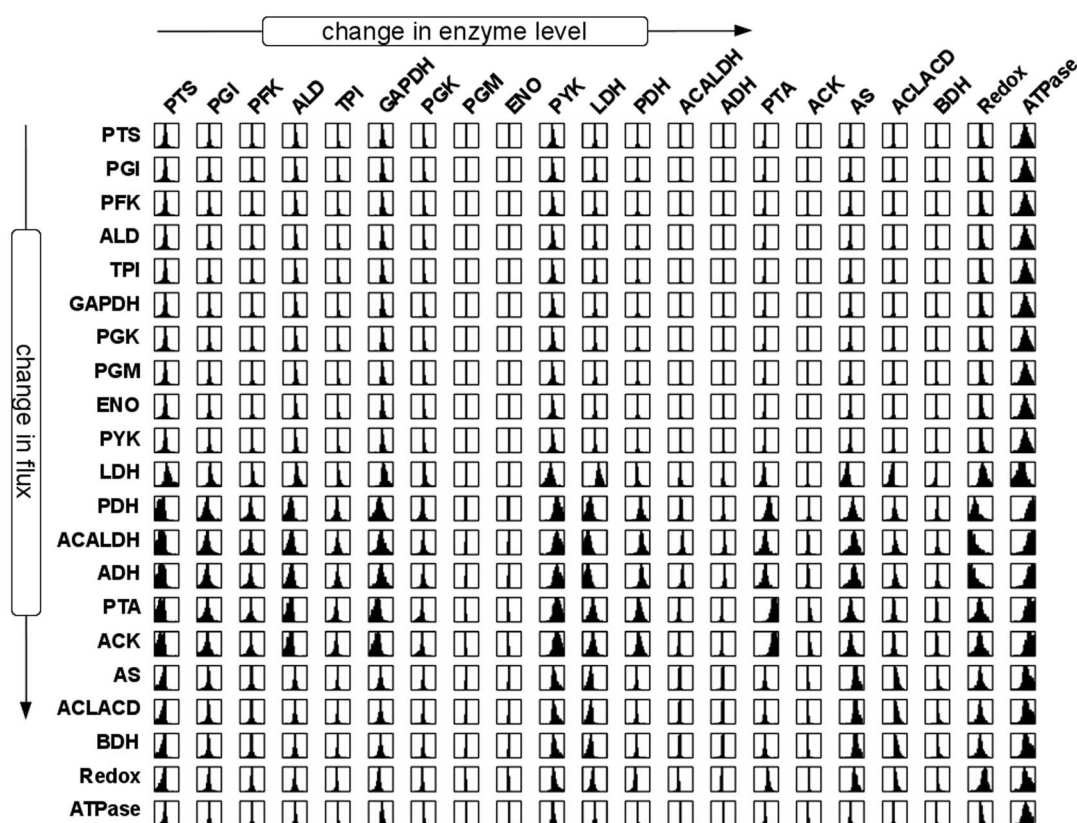 change in enzyme level
PTS PGI PFK ALD TPI GAPDH PGK PGM ENO PYK LDH PDH ACALDH ADH PTA ACK AS ACLACD BDH Redox ATPase
change in flux
PTS
PGI
PFK
ALD
TPI
GAPDH
PGK
PGM
ENO
PYK
LDH
PDH
ACALDH
ADH
PTA
ACK
AS
ACLACD
BDH
Redox
ATPase